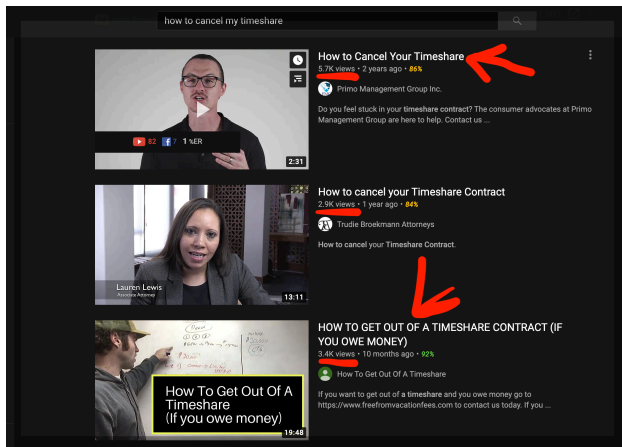 how to cancel my timeshare
How to Cancel Your Timeshare
5.7K views • 2 years ago • 86%
Primo Management Group Inc.
Do you feel stuck in your timeshare contract? The consumer advocates at Primo
Management Group are here to help. Contact us ...
82 7 1 %ER
2:31
How to cancel your Timeshare Contract
2.9K views • 1 year ago • 84%
Trudie Broekmann Attorneys
How to cancel your Timeshare Contract.
Lauren Lewis
Associate Attorney
13:11
HOW TO GET OUT OF A TIMESHARE CONTRACT (IF
YOU OWE MONEY)
3.4K views • 10 months ago • 92%
How To Get Out Of A Timeshare
If you want to get out of a timeshare and you owe money go to
https://www.freefromvacationfees.com to contact us today. If you ...
How To Get Out Of A
Timeshare
(If you owe money)
19:48